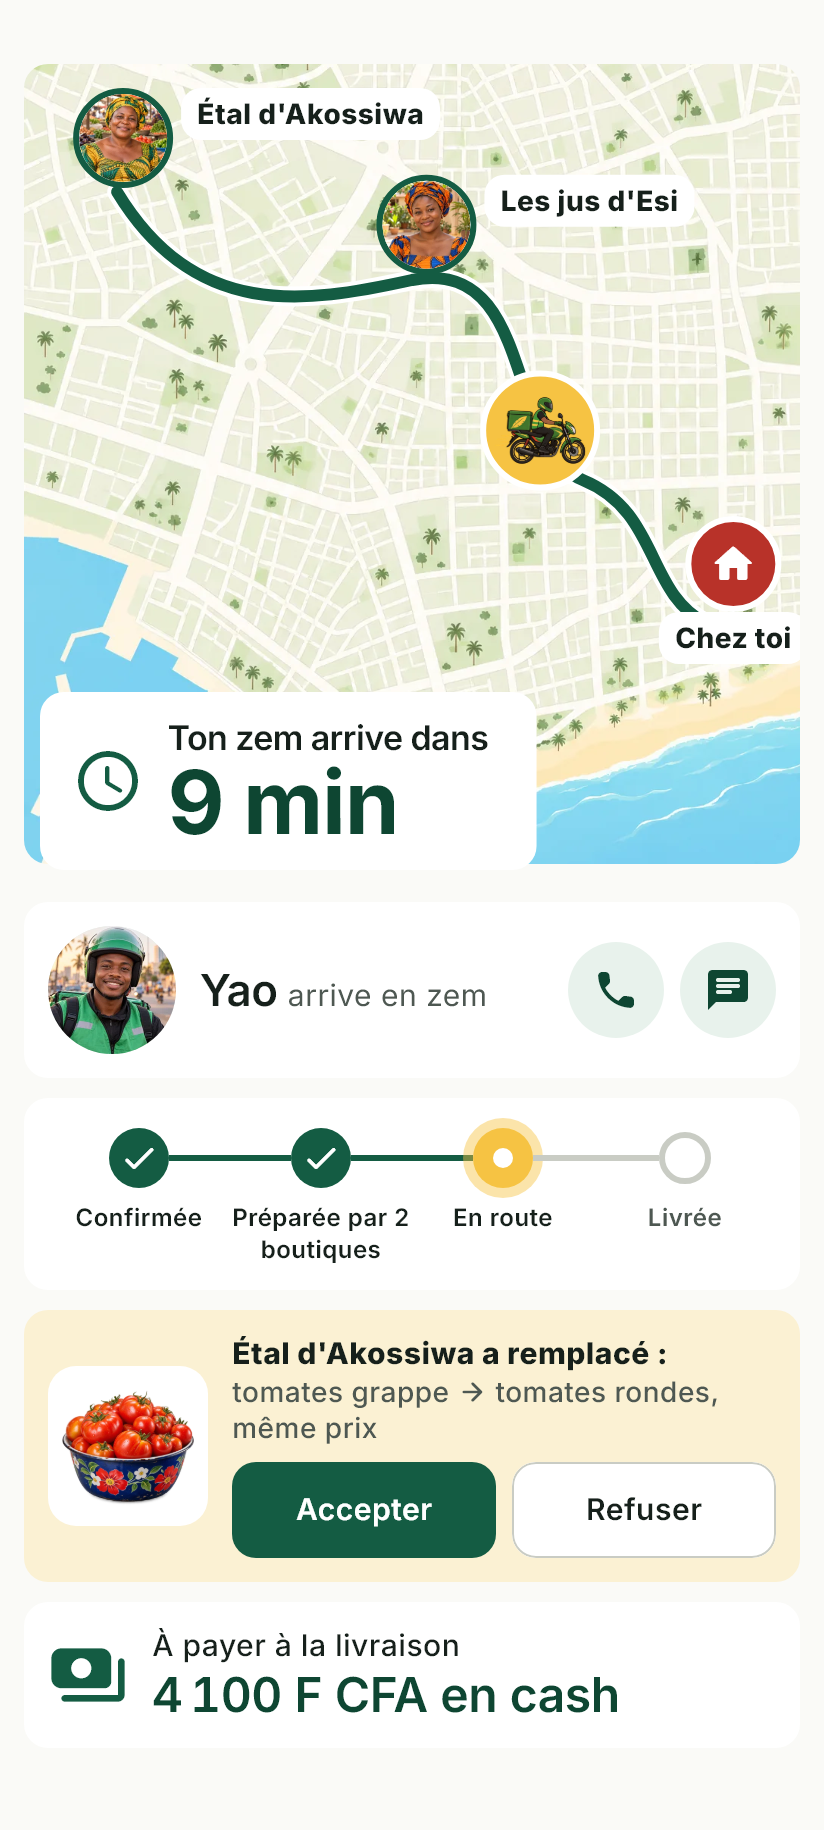 Étal d'Akossiwa
Les jus d'Esi
Chez toi
Ton zem arrive dans
9 min
Yao arrive en zem
Confirmée
Préparée par 2
boutiques
En route
Livrée
Étal d'Akossiwa a remplacé :
tomates grappe → tomates rondes,
même prix
Accepter
Refuser
À payer à la livraison
4 100 F CFA en cash